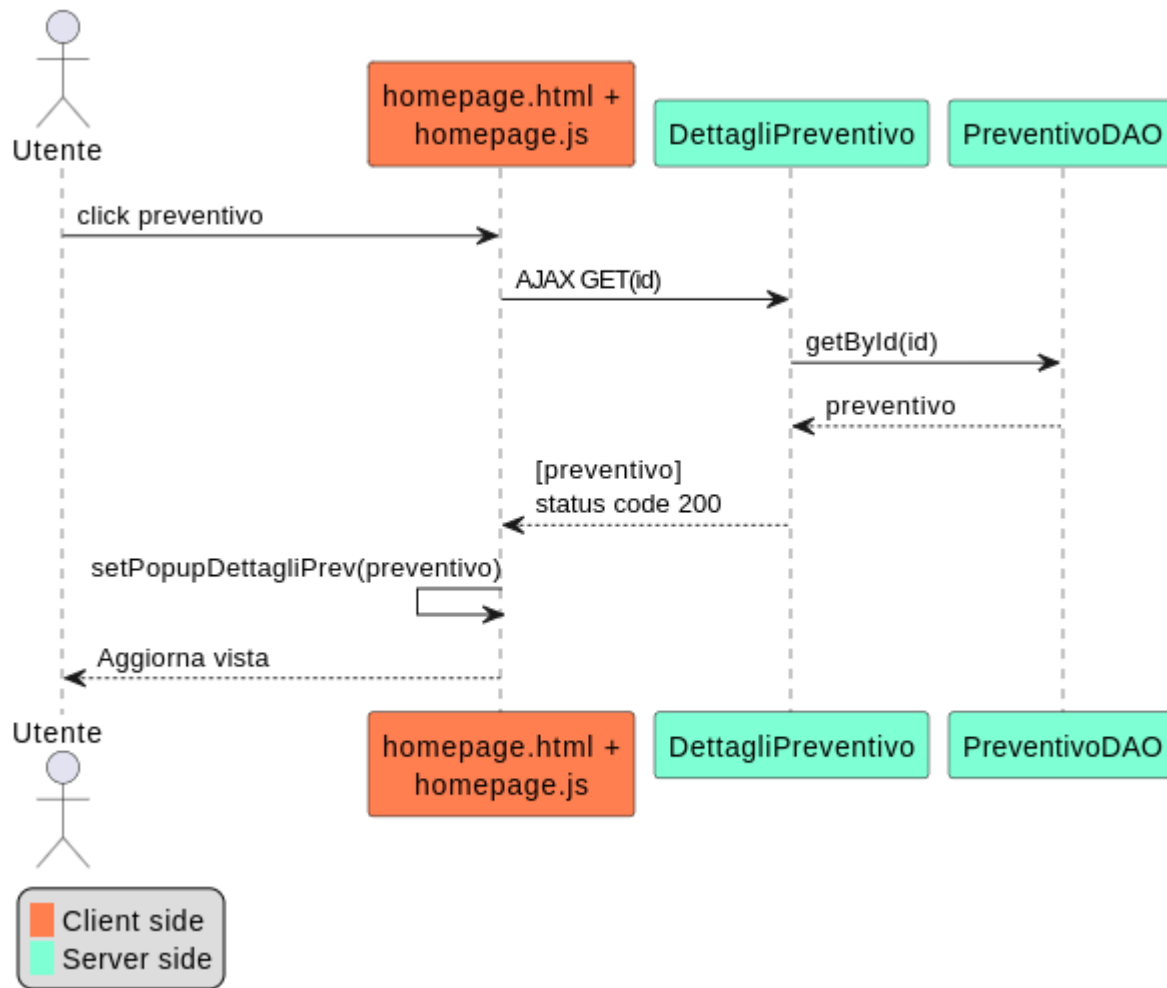 Utente
homepage.html +
homepage.js
DettagliPreventivo
PreventivoDAO
click preventivo
AJAX GET(id)
getById(id)
preventivo
[preventivo]
status code 200
setPopupDettagliPrev(preventivo)
Aggiorna vista
Utente
homepage.html +
homepage.js
DettagliPreventivo
PreventivoDAO
Client side
Server side